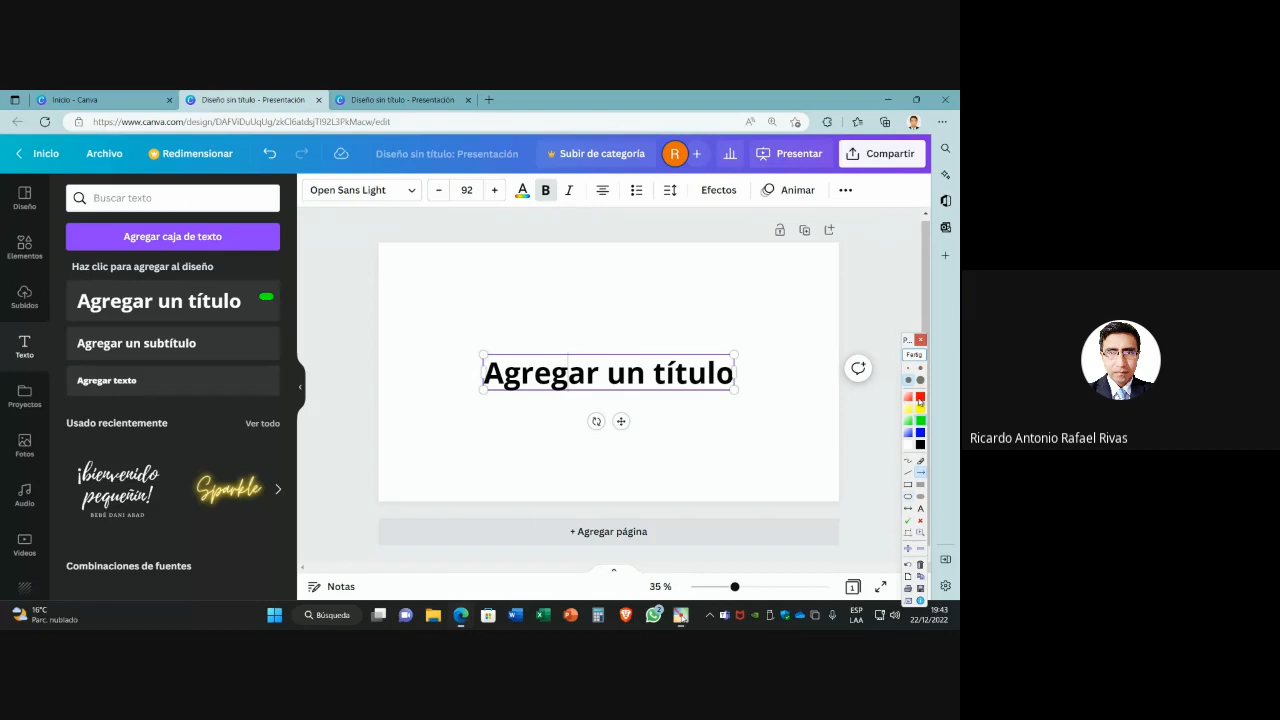 Inicio - Canva
Diseño sin título - Presentación
Diseño sin título - Presentación
https://www.canva.com/design/DAFViDuUqUg/zkCl6atdsjTl92L3PkMacw/edit
Inicio
Archivo
Redimensionar
Diseño sin título: Presentación
Subir de categoría
R
Presentar
Compartir
Open Sans Light
92
A
B
I
Efectos
Animar
Diseño
Elementos
Subidos
Texto
Proyectos
Fotos
Audio
Videos
Buscar texto
Agregar caja de texto
Haz clic para agregar al diseño
Agregar un título
Agregar un subtítulo
Agregar texto
Usado recientemente
Ver todo
¡bienvenido
pequeñin!
BEBÉ DANI ABAD
Sparkle
Combinaciones de fuentes
Agregar un título
+ Agregar página
Notas
35 %
1
P...
Fertig
A
Ricardo Antonio Rafael Rivas
16°C
Parc. nublado
Búsqueda
ESP
LAA
19:43
22/12/2022